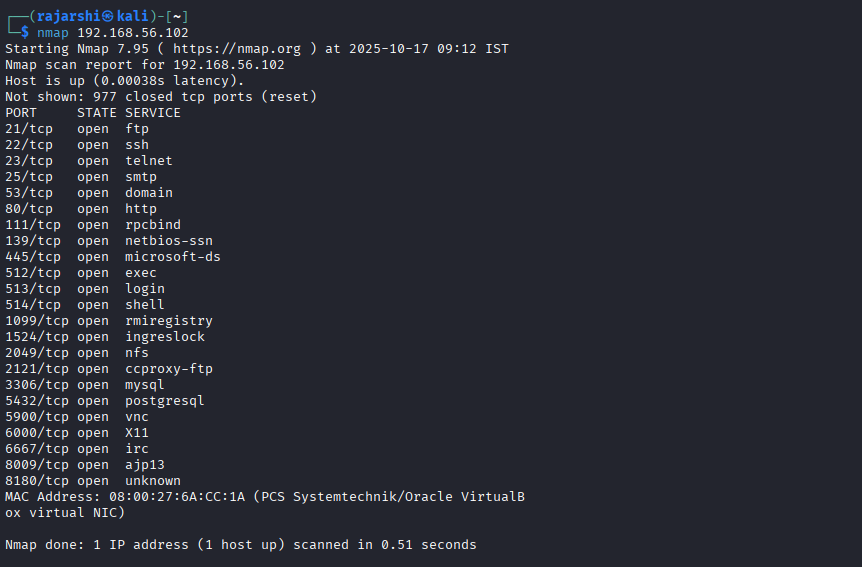 ┌──(rajarshi㉿kali)-[~]
└─$ nmap 192.168.56.102
Starting Nmap 7.95 ( https://nmap.org ) at 2025-10-17 09:12 IST
Nmap scan report for 192.168.56.102
Host is up (0.00038s latency).
Not shown: 977 closed tcp ports (reset)
PORT     STATE SERVICE
21/tcp   open  ftp
22/tcp   open  ssh
23/tcp   open  telnet
25/tcp   open  smtp
53/tcp   open  domain
80/tcp   open  http
111/tcp  open  rpcbind
139/tcp  open  netbios-ssn
445/tcp  open  microsoft-ds
512/tcp  open  exec
513/tcp  open  login
514/tcp  open  shell
1099/tcp open  rmiregistry
1524/tcp open  ingreslock
2049/tcp open  nfs
2121/tcp open  ccproxy-ftp
3306/tcp open  mysql
5432/tcp open  postgresql
5900/tcp open  vnc
6000/tcp open  X11
6667/tcp open  irc
8009/tcp open  ajp13
8180/tcp open  unknown
MAC Address: 08:00:27:6A:CC:1A (PCS Systemtechnik/Oracle VirtualB
ox virtual NIC)
Nmap done: 1 IP address (1 host up) scanned in 0.51 seconds